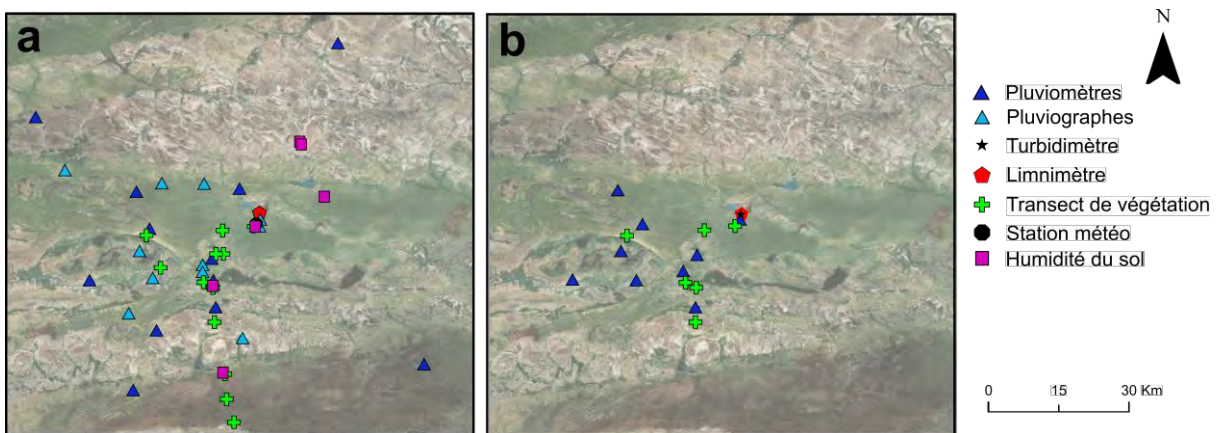 a
b
N
Pluviomètres
Pluviographes
Turbidimètre
Limnimètre
Transect de végétation
Station météo
Humidité du sol
0 15 30 Km